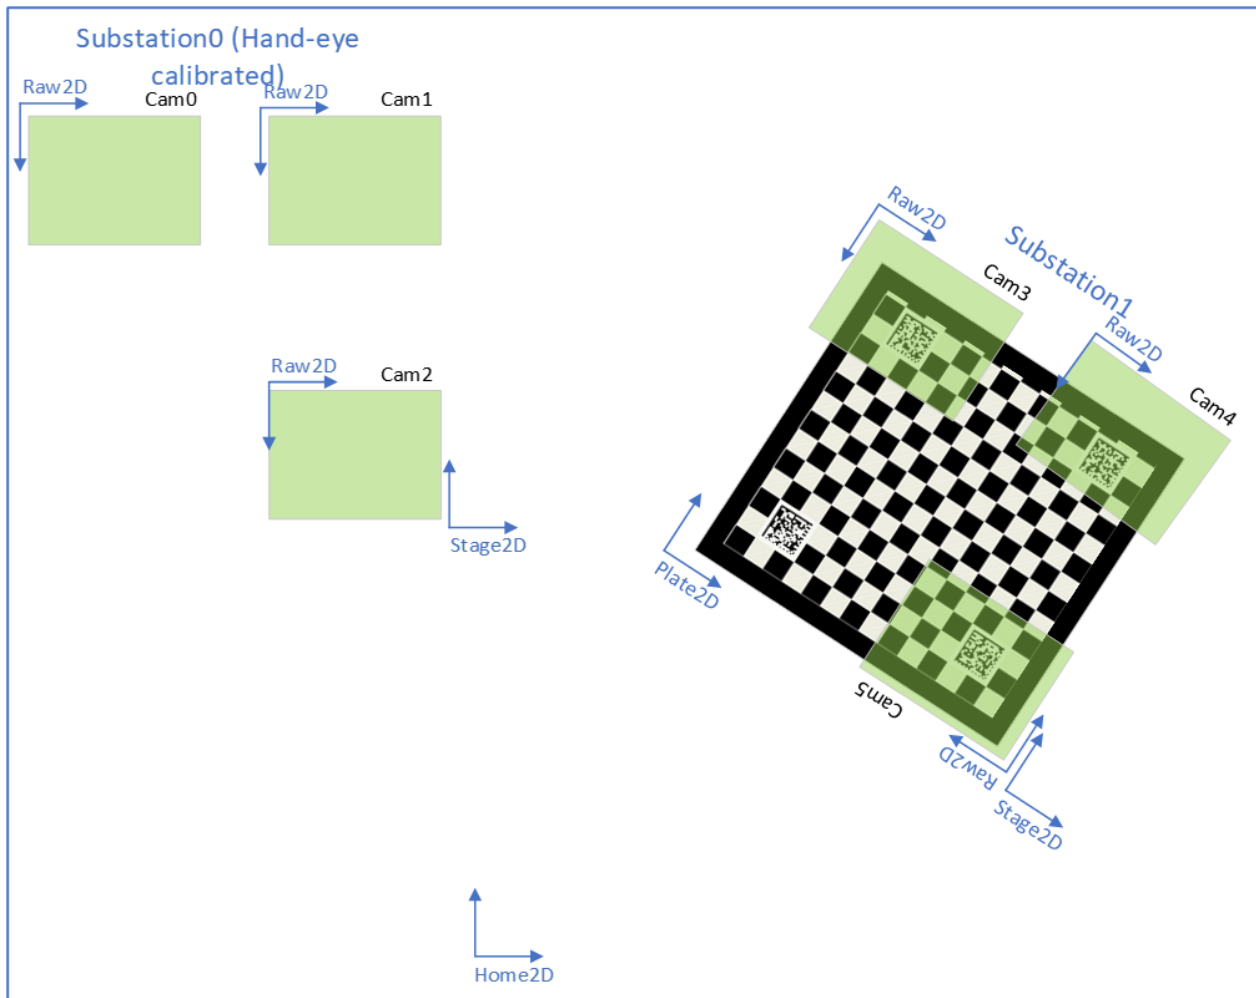 Substation0 (Hand-eye
calibrated)
Raw2D
Cam0
Raw2D
Cam1
Raw2D
Cam2
Stage2D
Raw2D
Cam3
Substation1
Raw2D
Cam4
Plate2D
Cam5
Raw2D
Stage2D
Home2D